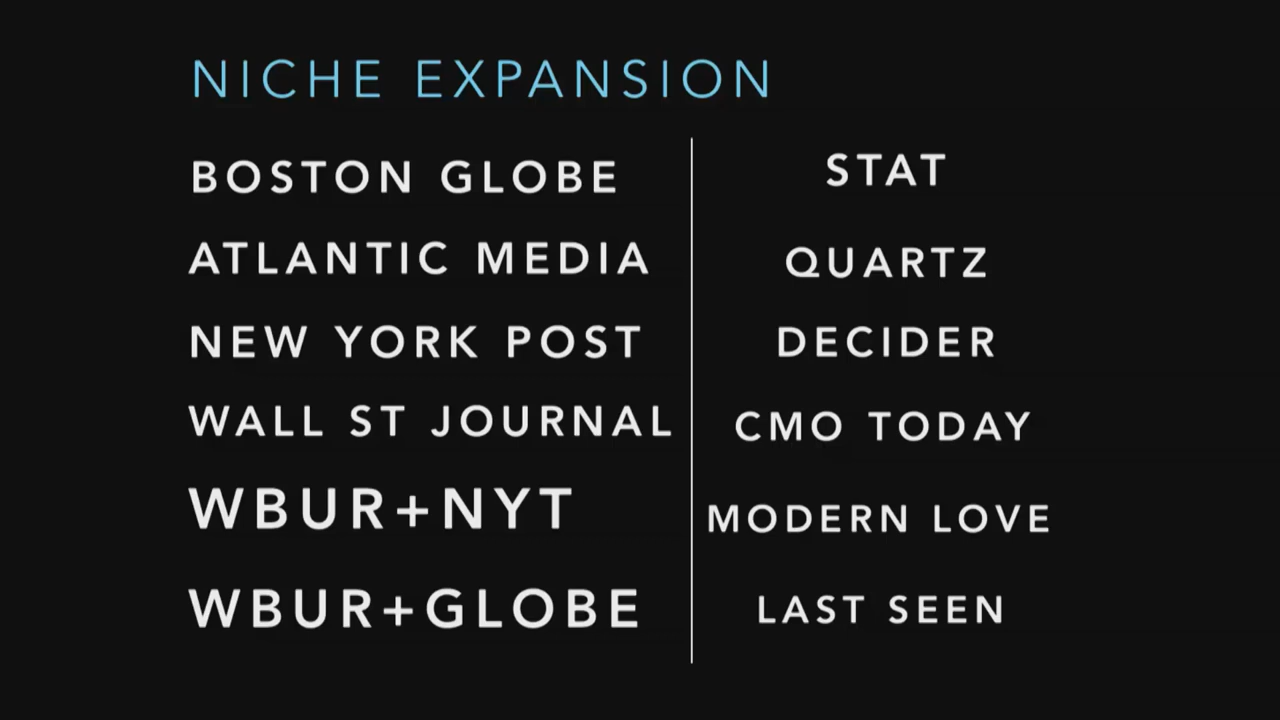 NICHE EXPANSION
BOSTON GLOBE STAT
ATLANTIC MEDIA QUARTZ
NEW YORK POST DECIDER
WALL ST JOURNAL CMO TODAY
WBUR+NYT MODERN LOVE
WBUR+GLOBE LAST SEEN